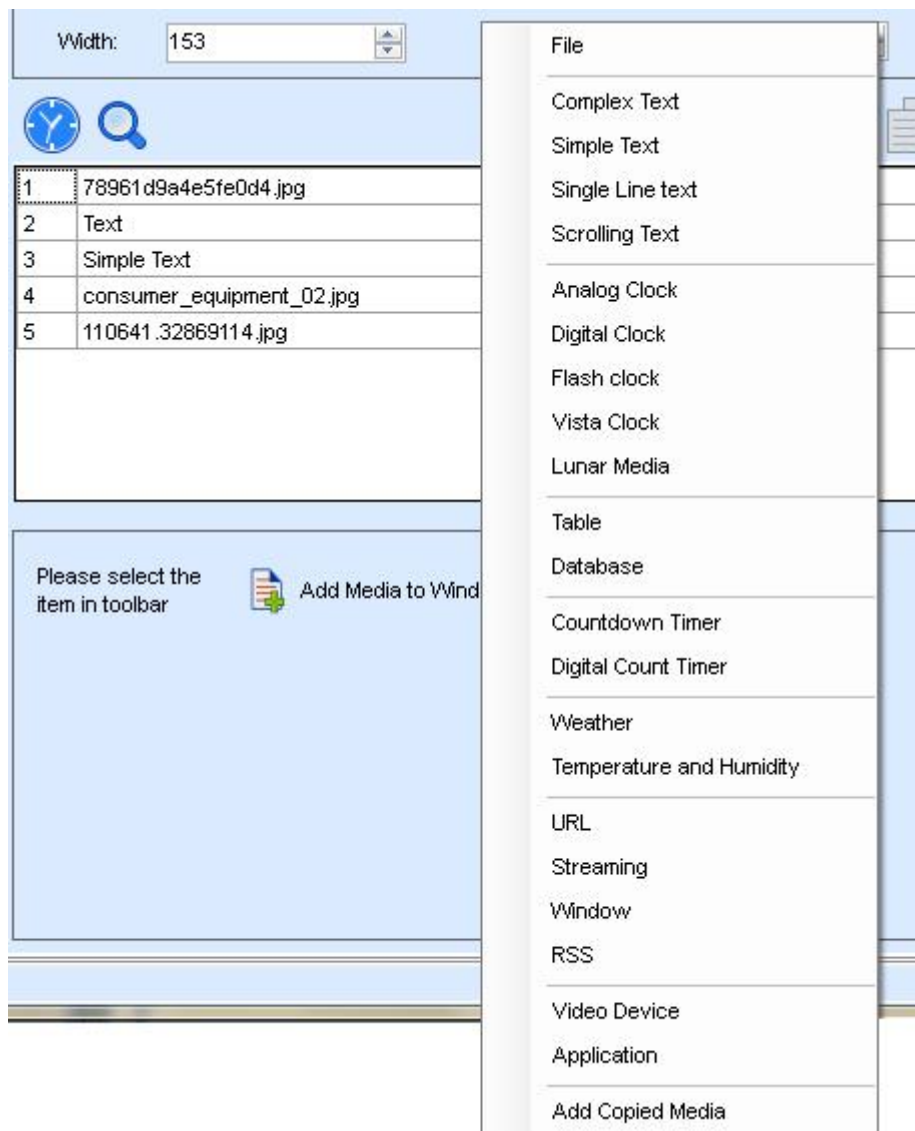 Width: 153
1 78961d9a4e5fe0d4.jpg
2 Text
3 Simple Text
4 consumer_equipment_02.jpg
5 110641.32869114.jpg
Please select the
item in toolbar
Add Media to Wind
File
Complex Text
Simple Text
Single Line text
Scrolling Text
Analog Clock
Digital Clock
Flash clock
Vista Clock
Lunar Media
Table
Database
Countdown Timer
Digital Count Timer
Weather
Temperature and Humidity
URL
Streaming
Window
RSS
Video Device
Application
Add Copied Media